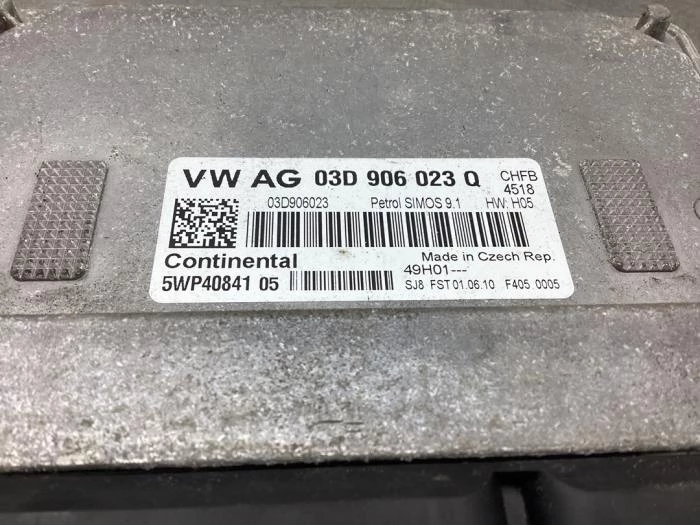 VW AG 03D 906 023 Q CHFB
4518
03D906023 Petrol SIMOS 9.1 HW: H05
Continental Made in Czech Rep.
49H01---
5WP40841 05 SJ8 FST 01.06.10 F405 0005